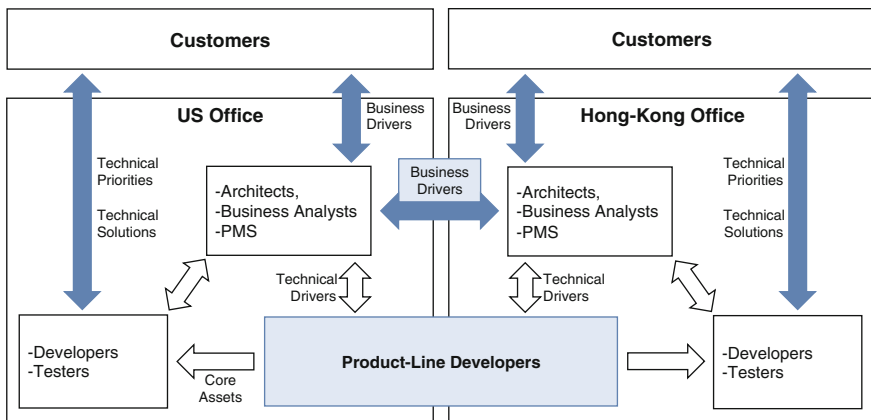 Customers
Customers
US Office
Business
Drivers
Business
Drivers
Hong-Kong Office
Technical
Priorities
Technical
Solutions
-Architects,
-Business Analysts
-PMS
Business
Drivers
-Architects,
-Business Analysts
-PMS
Technical
Priorities
Technical
Solutions
Technical
Drivers
Technical
Drivers
-Developers
-Testers
Core
Assets
Product-Line Developers
-Developers
-Testers